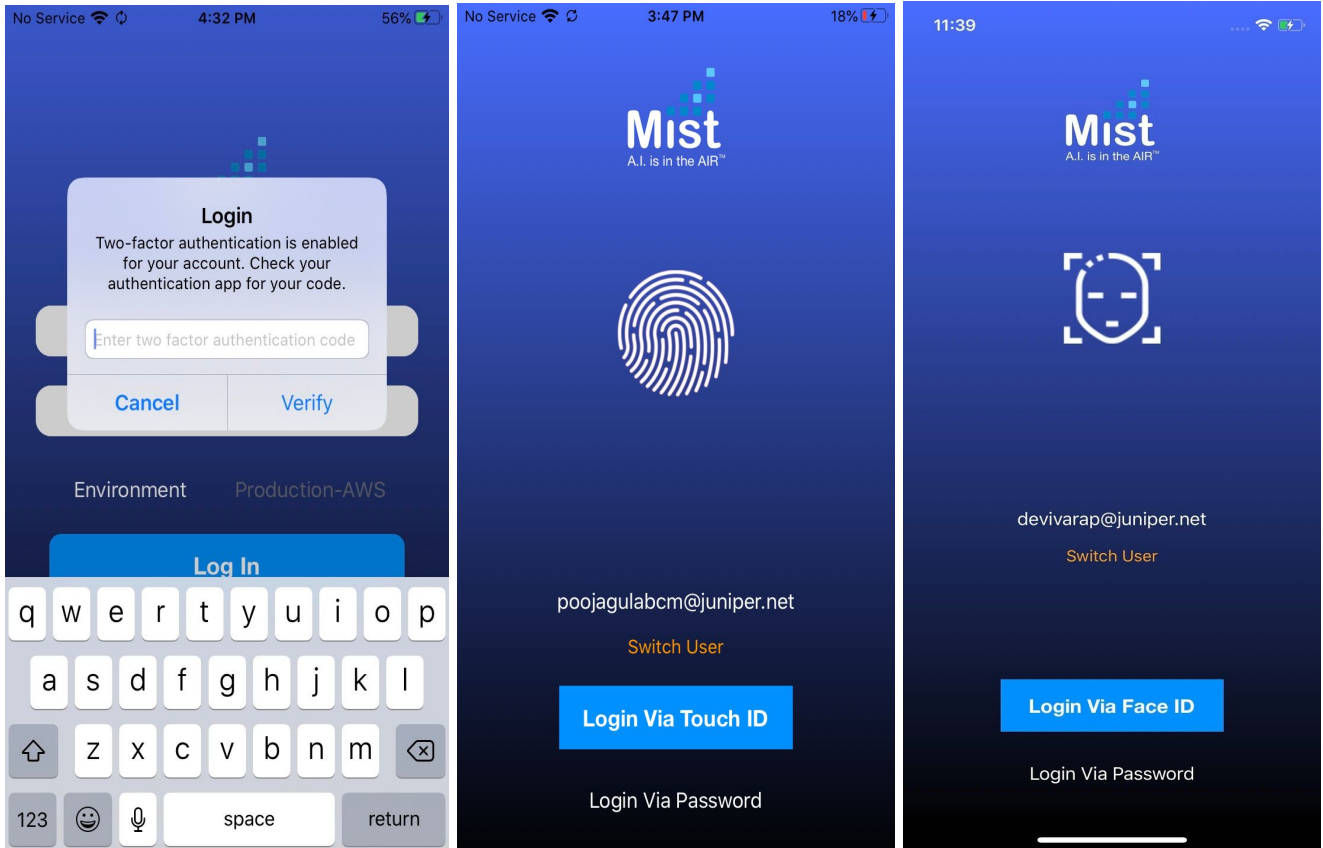 No Service
4:32 PM
56%
Login
Two-factor authentication is enabled
for your account. Check your
authentication app for your code.
Enter two factor authentication code
Cancel
Verify
Environment
Production-AWS
Log In
q w e r t y u i o p
a s d f g h j k l
z x c v b n m
123
space
return
No Service
3:47 PM
18%
Mist
A.I. is in the AIR™
poojagulabcm@juniper.net
Switch User
Login Via Touch ID
Login Via Password
11:39
Mist
A.I. is in the AIR™
devivarap@juniper.net
Switch User
Login Via Face ID
Login Via Password